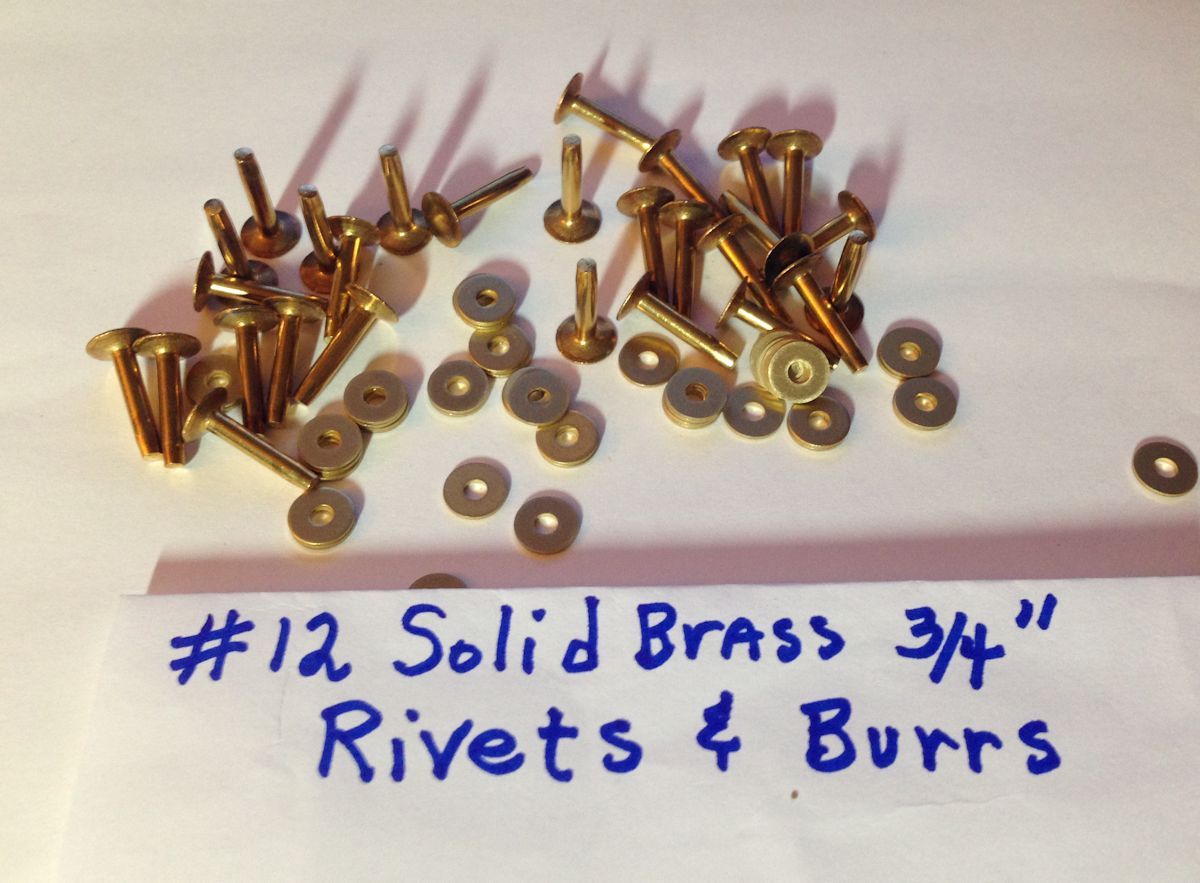 #12 Solid Brass 3/4"
Rivets & Burrs